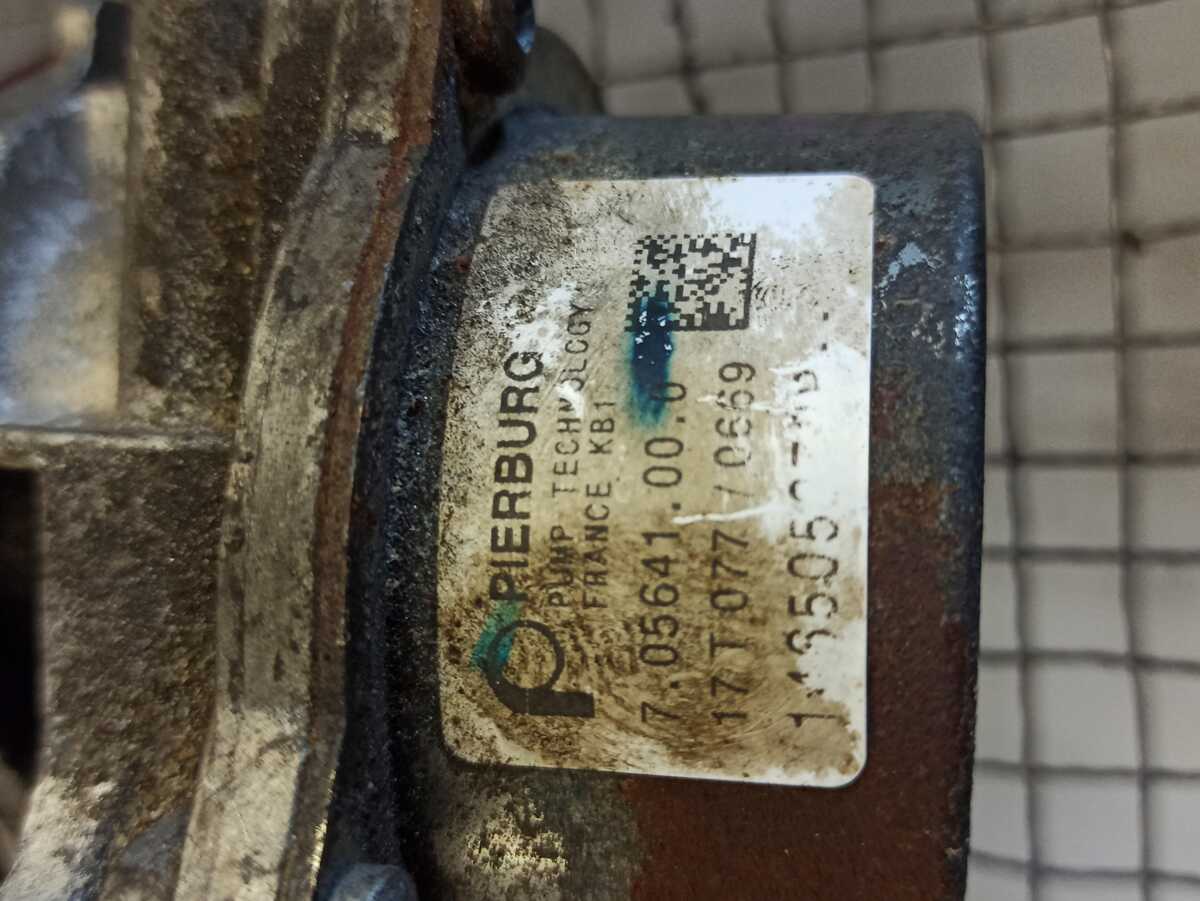 PIERBURG
PUMP TECHNOLOGY
FRANCE KB1
7.05641.00.0
17T077/0669